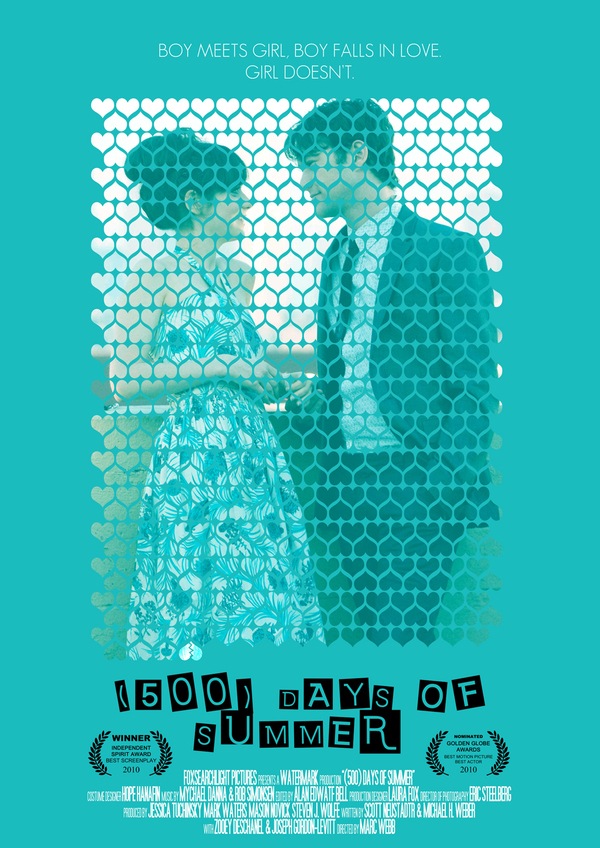 BOY MEETS GIRL, BOY FALLS IN LOVE.
GIRL DOESN'T.
(500) DAYS OF
SUMMER
WINNER
INDEPENDENT
SPIRIT AWARD
BEST SCREENPLAY
2010
NOMINATED
GOLDEN GLOBE
AWARDS
BEST MOTION PICTURE
BEST ACTOR
2010
FOXSEARCHLIGHT PICTURES PRESENTS A WATERMARK PRODUCTION "(500) DAYS OF SUMMER"
COSTUME DESIGNER HOPE HANAFIN MUSIC BY MYCHAEL DANNA & ROB SIMONSEN EDITED BY ALAN EDWATF BELL PRODUCTION DESIGNER LAURA FOX DIRECTOR OF PHOTOGRAPHY ERIC STEELBERG
PRODUCED BY JESSICA TUCHINSKY MARK WATERS MASON NOVICK STEVEN J. WOLFE WRITTEN BY SCOTT NEUSTADTR & MICHAEL H. WEBER
WITH ZOOEY DESCHANEL & JOSEPH GORDON-LEVITT DIRECTED BY MARC WEBB